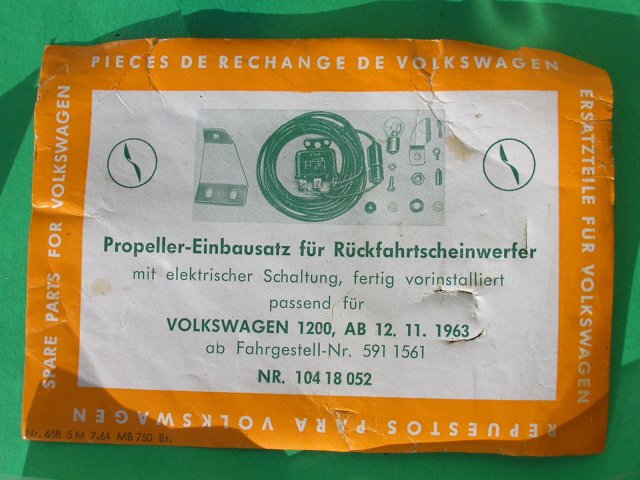 PIECES DE RECHANGE DE VOLKSWAGEN
SPARE PARTS FOR VOLKSWAGEN
ERSATZTEILE FÜR VOLKSWAGEN
Propeller-Einbausatz für Rückfahrtscheinwerfer
mit elektrischer Schaltung, fertig vorinstalliert
passend für
VOLKSWAGEN 1200, AB 12. 11. 1963
ab Fahrgestell-Nr. 591 1561
NR. 104 18 052
REPUESTOS PARA VOLKSWAGEN
Nr. 658 5 M 7.64 MB 750 Br.